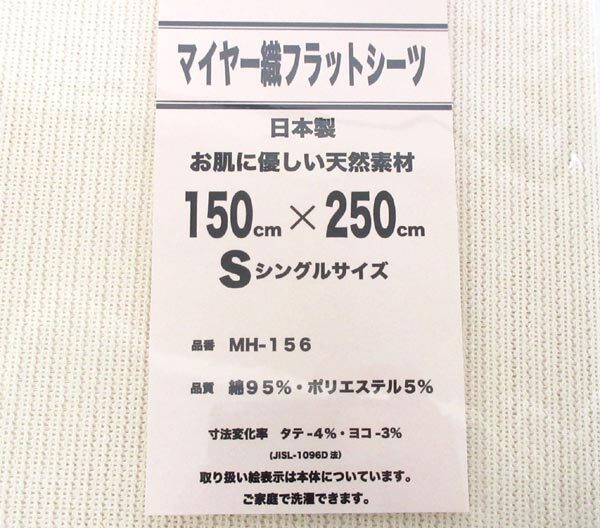 マイヤー織フラットシーツ
日本製
お肌に優しい天然素材
150cm×250cm
Sシングルサイズ
品番 MH-156
品質 綿95%・ポリエステル5%
寸法変化率 タテ-4%・ヨコ-3%
(JISL-1096D法)
取り扱い絵表示は本体についています。
ご家庭で洗濯できます。